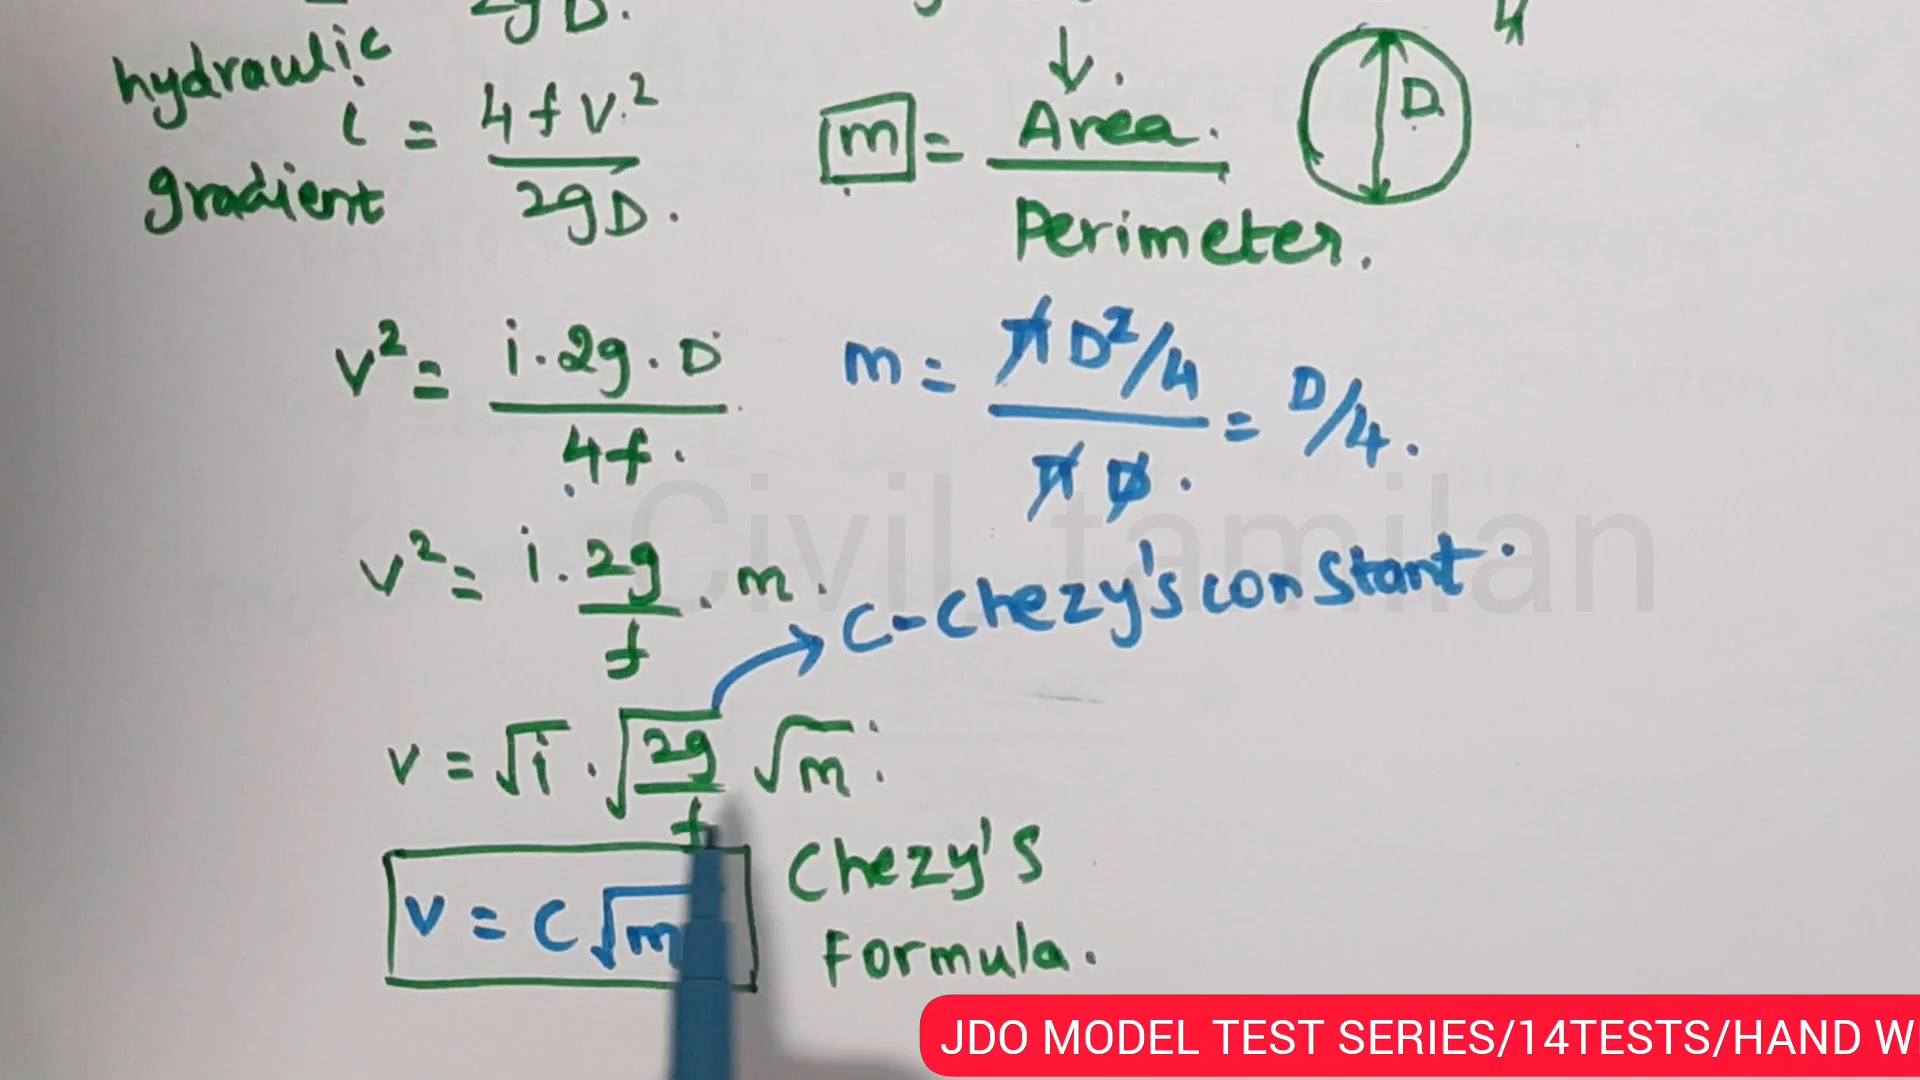 2gD.
hydraulic
gradient
i = 4fv²/2gD.
m = Area./Perimeter.
D.
v² = i.2g.D/4f.
m = πD²/4/πD. = D/4.
v² = i.2g/f.m.
C-Chezy's constant.
v = √i.√2g/f √m.
v = C√m
Chezy's
Formula.
Civil tamilan
JDO MODEL TEST SERIES/14TESTS/HAND W